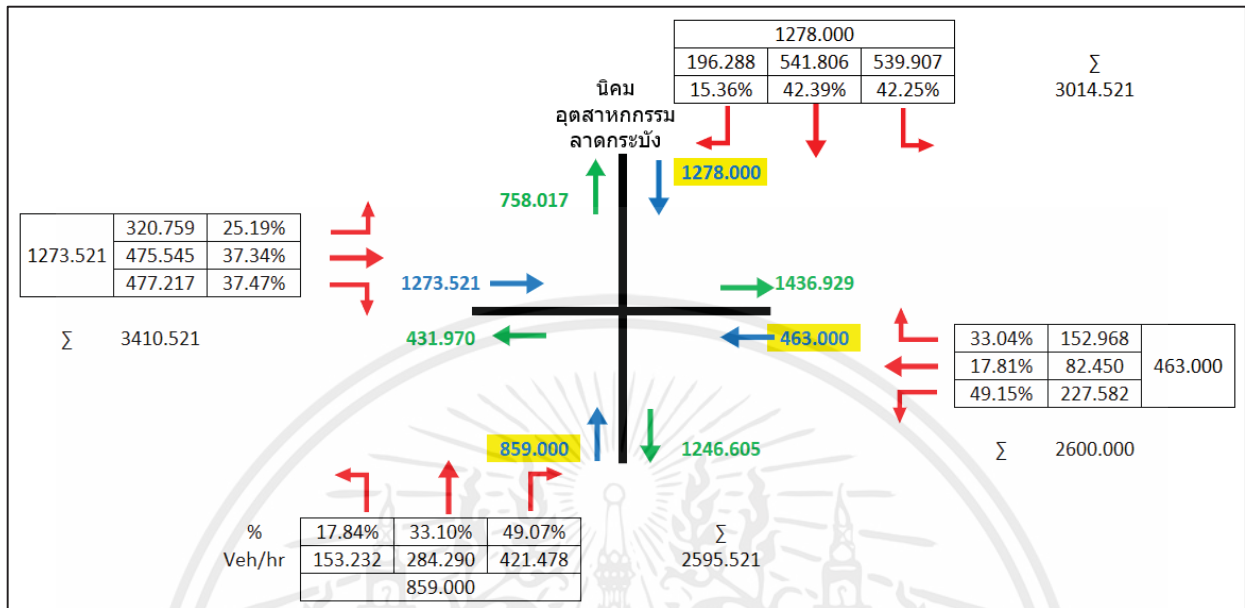 1278.000
196.288 541.806 539.907 ∑
15.36% 42.39% 42.25% 3014.521
นิคม
อุตสาหกรรม
ลาดกระบัง
1278.000
758.017
320.759 25.19%
1273.521 475.545 37.34%
477.217 37.47%
1273.521 1436.929
∑ 3410.521 431.970 463.000
33.04% 152.968
17.81% 82.450 463.000
49.15% 227.582
859.000 1246.605 ∑ 2600.000
% 17.84% 33.10% 49.07% ∑
Veh/hr 153.232 284.290 421.478 2595.521
859.000